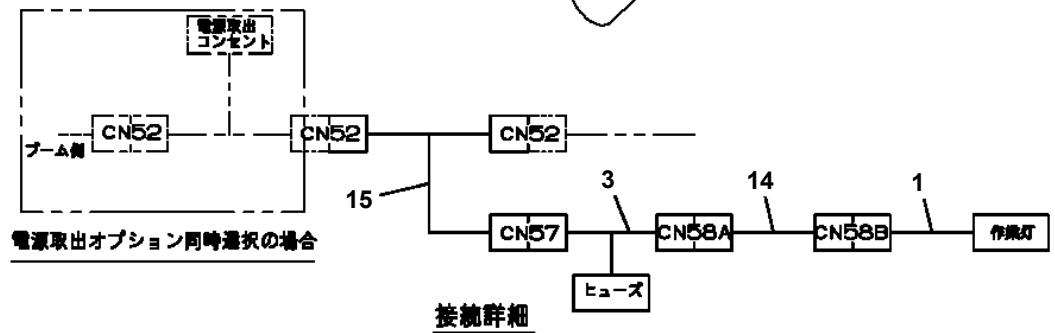 電源取出
コンセント
CN52
CN52
CN52
ブーム側
15
3
14
1
CN57
CN58A
CN58B
作業灯
電源取出オプション同時選択の場合
ヒューズ
接続詳細